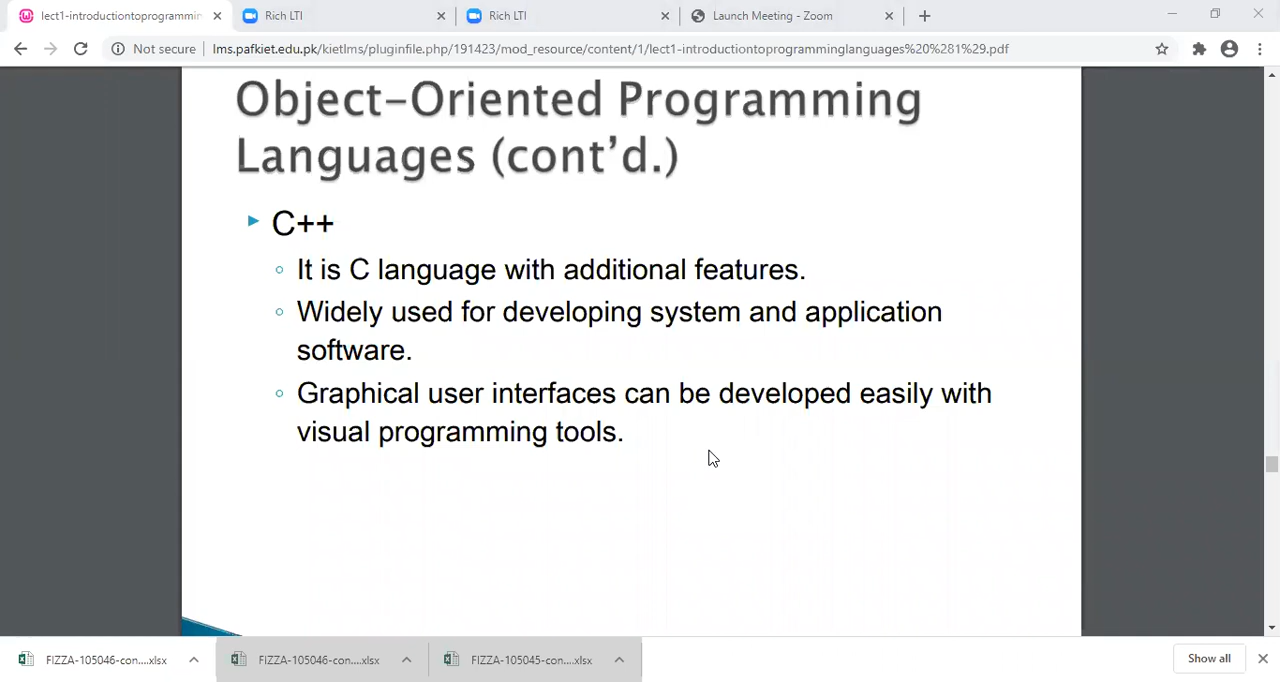 lect1-introductiontoprogrammin
Rich LTI
Rich LTI
Launch Meeting - Zoom
Not secure
lms.pafkiet.edu.pk/kietlms/pluginfile.php/191423/mod_resource/content/1/lect1-introductiontoprogramminglanguages%20%281%29.pdf
Object-Oriented Programming
Languages (cont'd.)
C++
It is C language with additional features.
Widely used for developing system and application
software.
Graphical user interfaces can be developed easily with
visual programming tools.
FIZZA-105046-con....xlsx
FIZZA-105046-con....xlsx
FIZZA-105045-con....xlsx
Show all